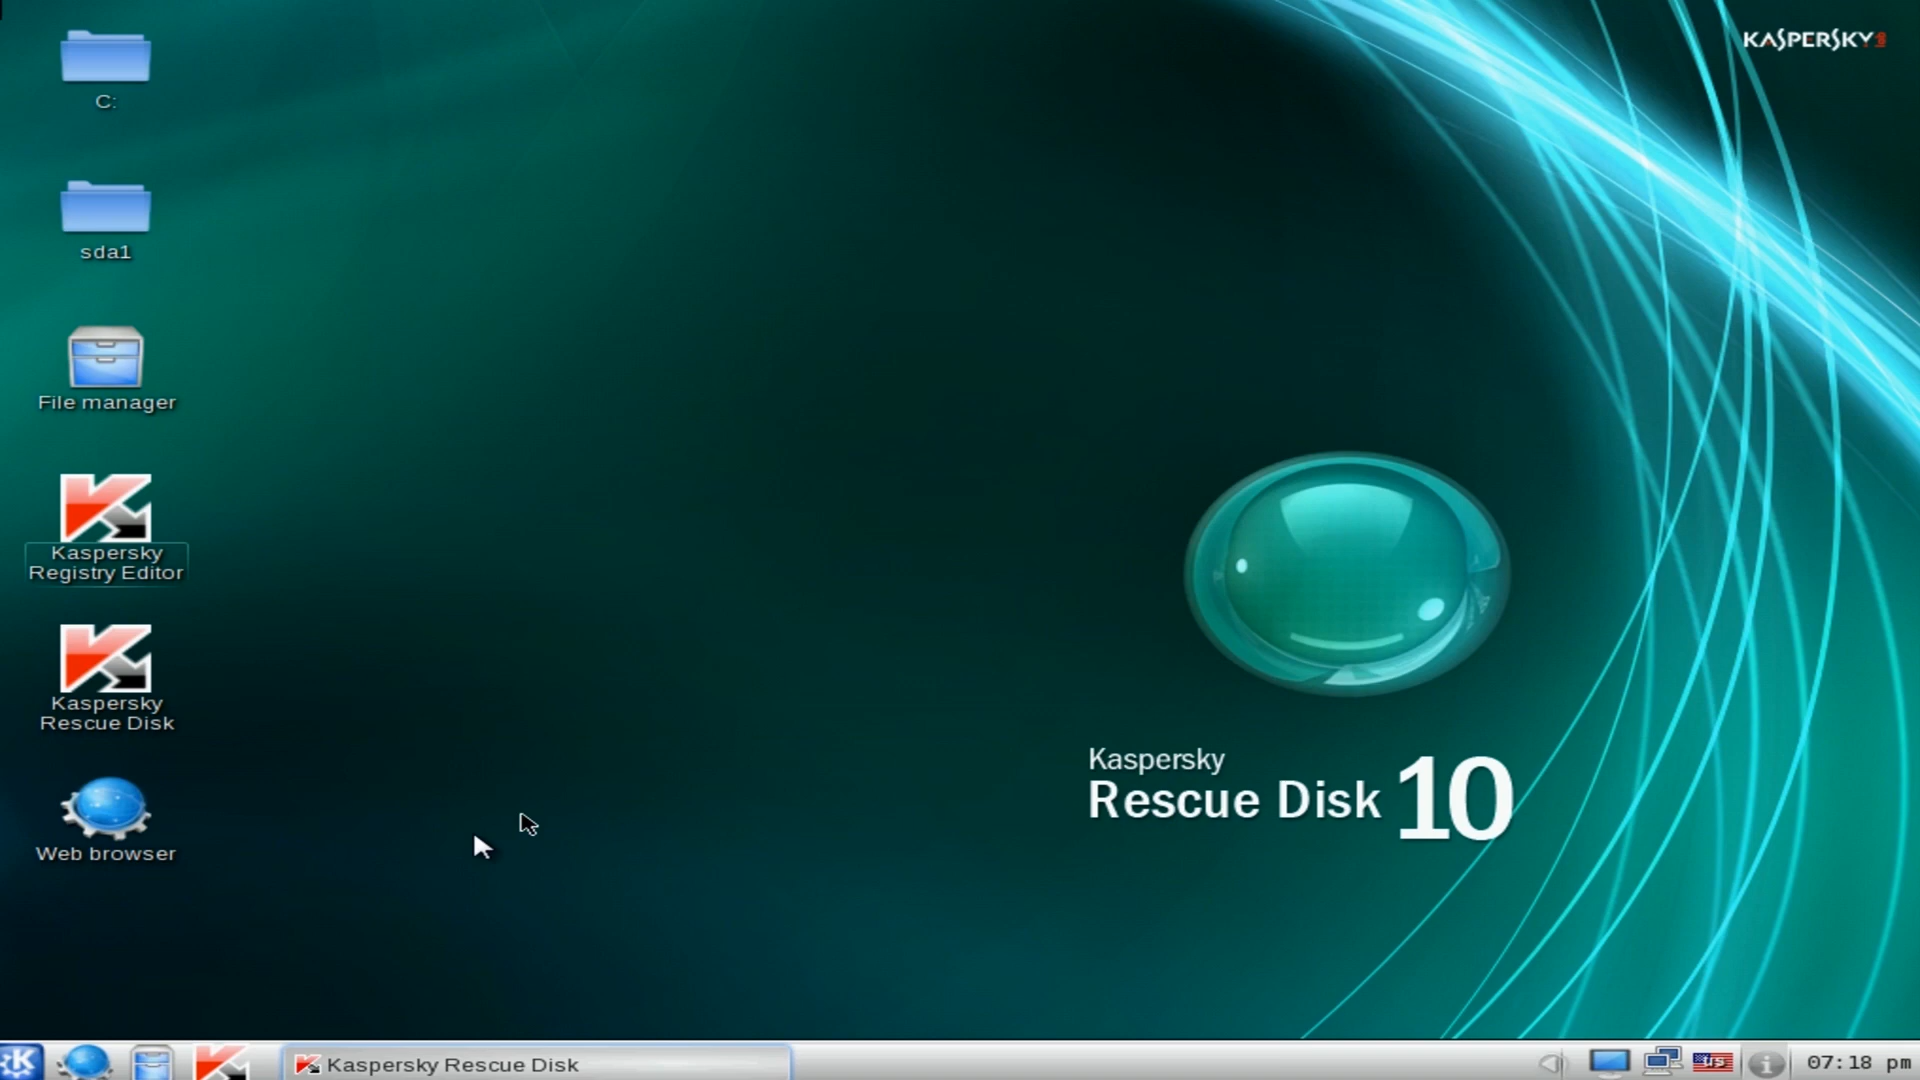 KASPERSKY
C:
sda1
File manager
Kaspersky
Registry Editor
Kaspersky
Rescue Disk
Web browser
Kaspersky
Rescue Disk 10
Kaspersky Rescue Disk
US
07:18 pm